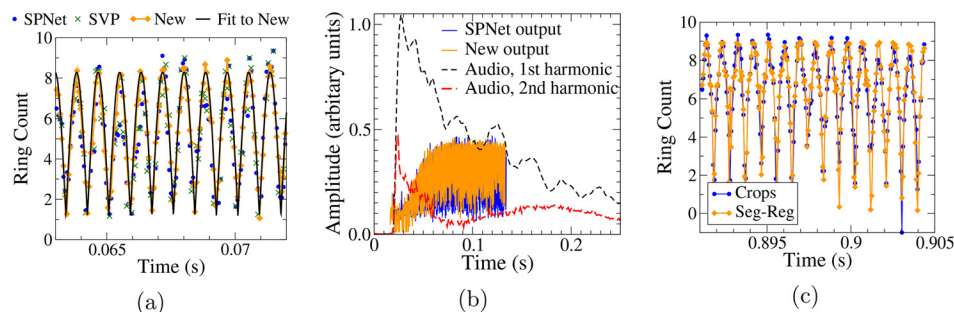 SPNet SVP New Fit to New
Ring Count
10
8
6
4
2
0
0.065 0.07
Time (s)
(a)
Amplitude (arbitrary units)
1.0
0.5
0.0
SPNet output
New output
Audio, 1st harmonic
Audio, 2nd harmonic
0 0.1 0.2
Time (s)
(b)
Ring Count
10
8
6
4
2
0
Crops
Seg-Reg
0.895 0.9 0.905
Time (s)
(c)